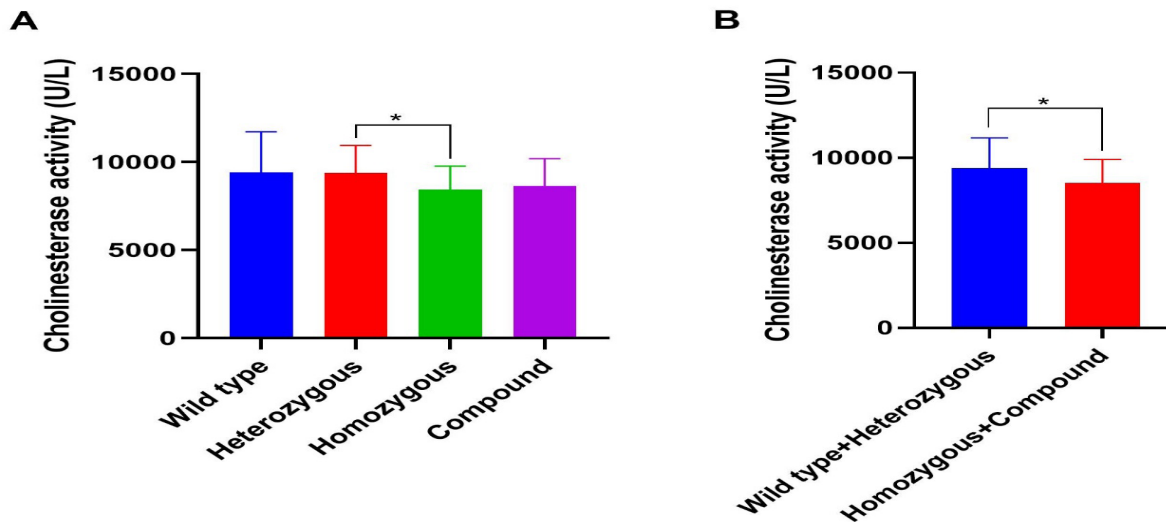 A
Cholinesterase activity (U/L)
15000
10000
5000
0
*
Wild type
Heterozygous
Homozygous
Compound
B
Cholinesterase activity (U/L)
15000
10000
5000
0
*
Wild type+Heterozygous
Homozygous+Compound